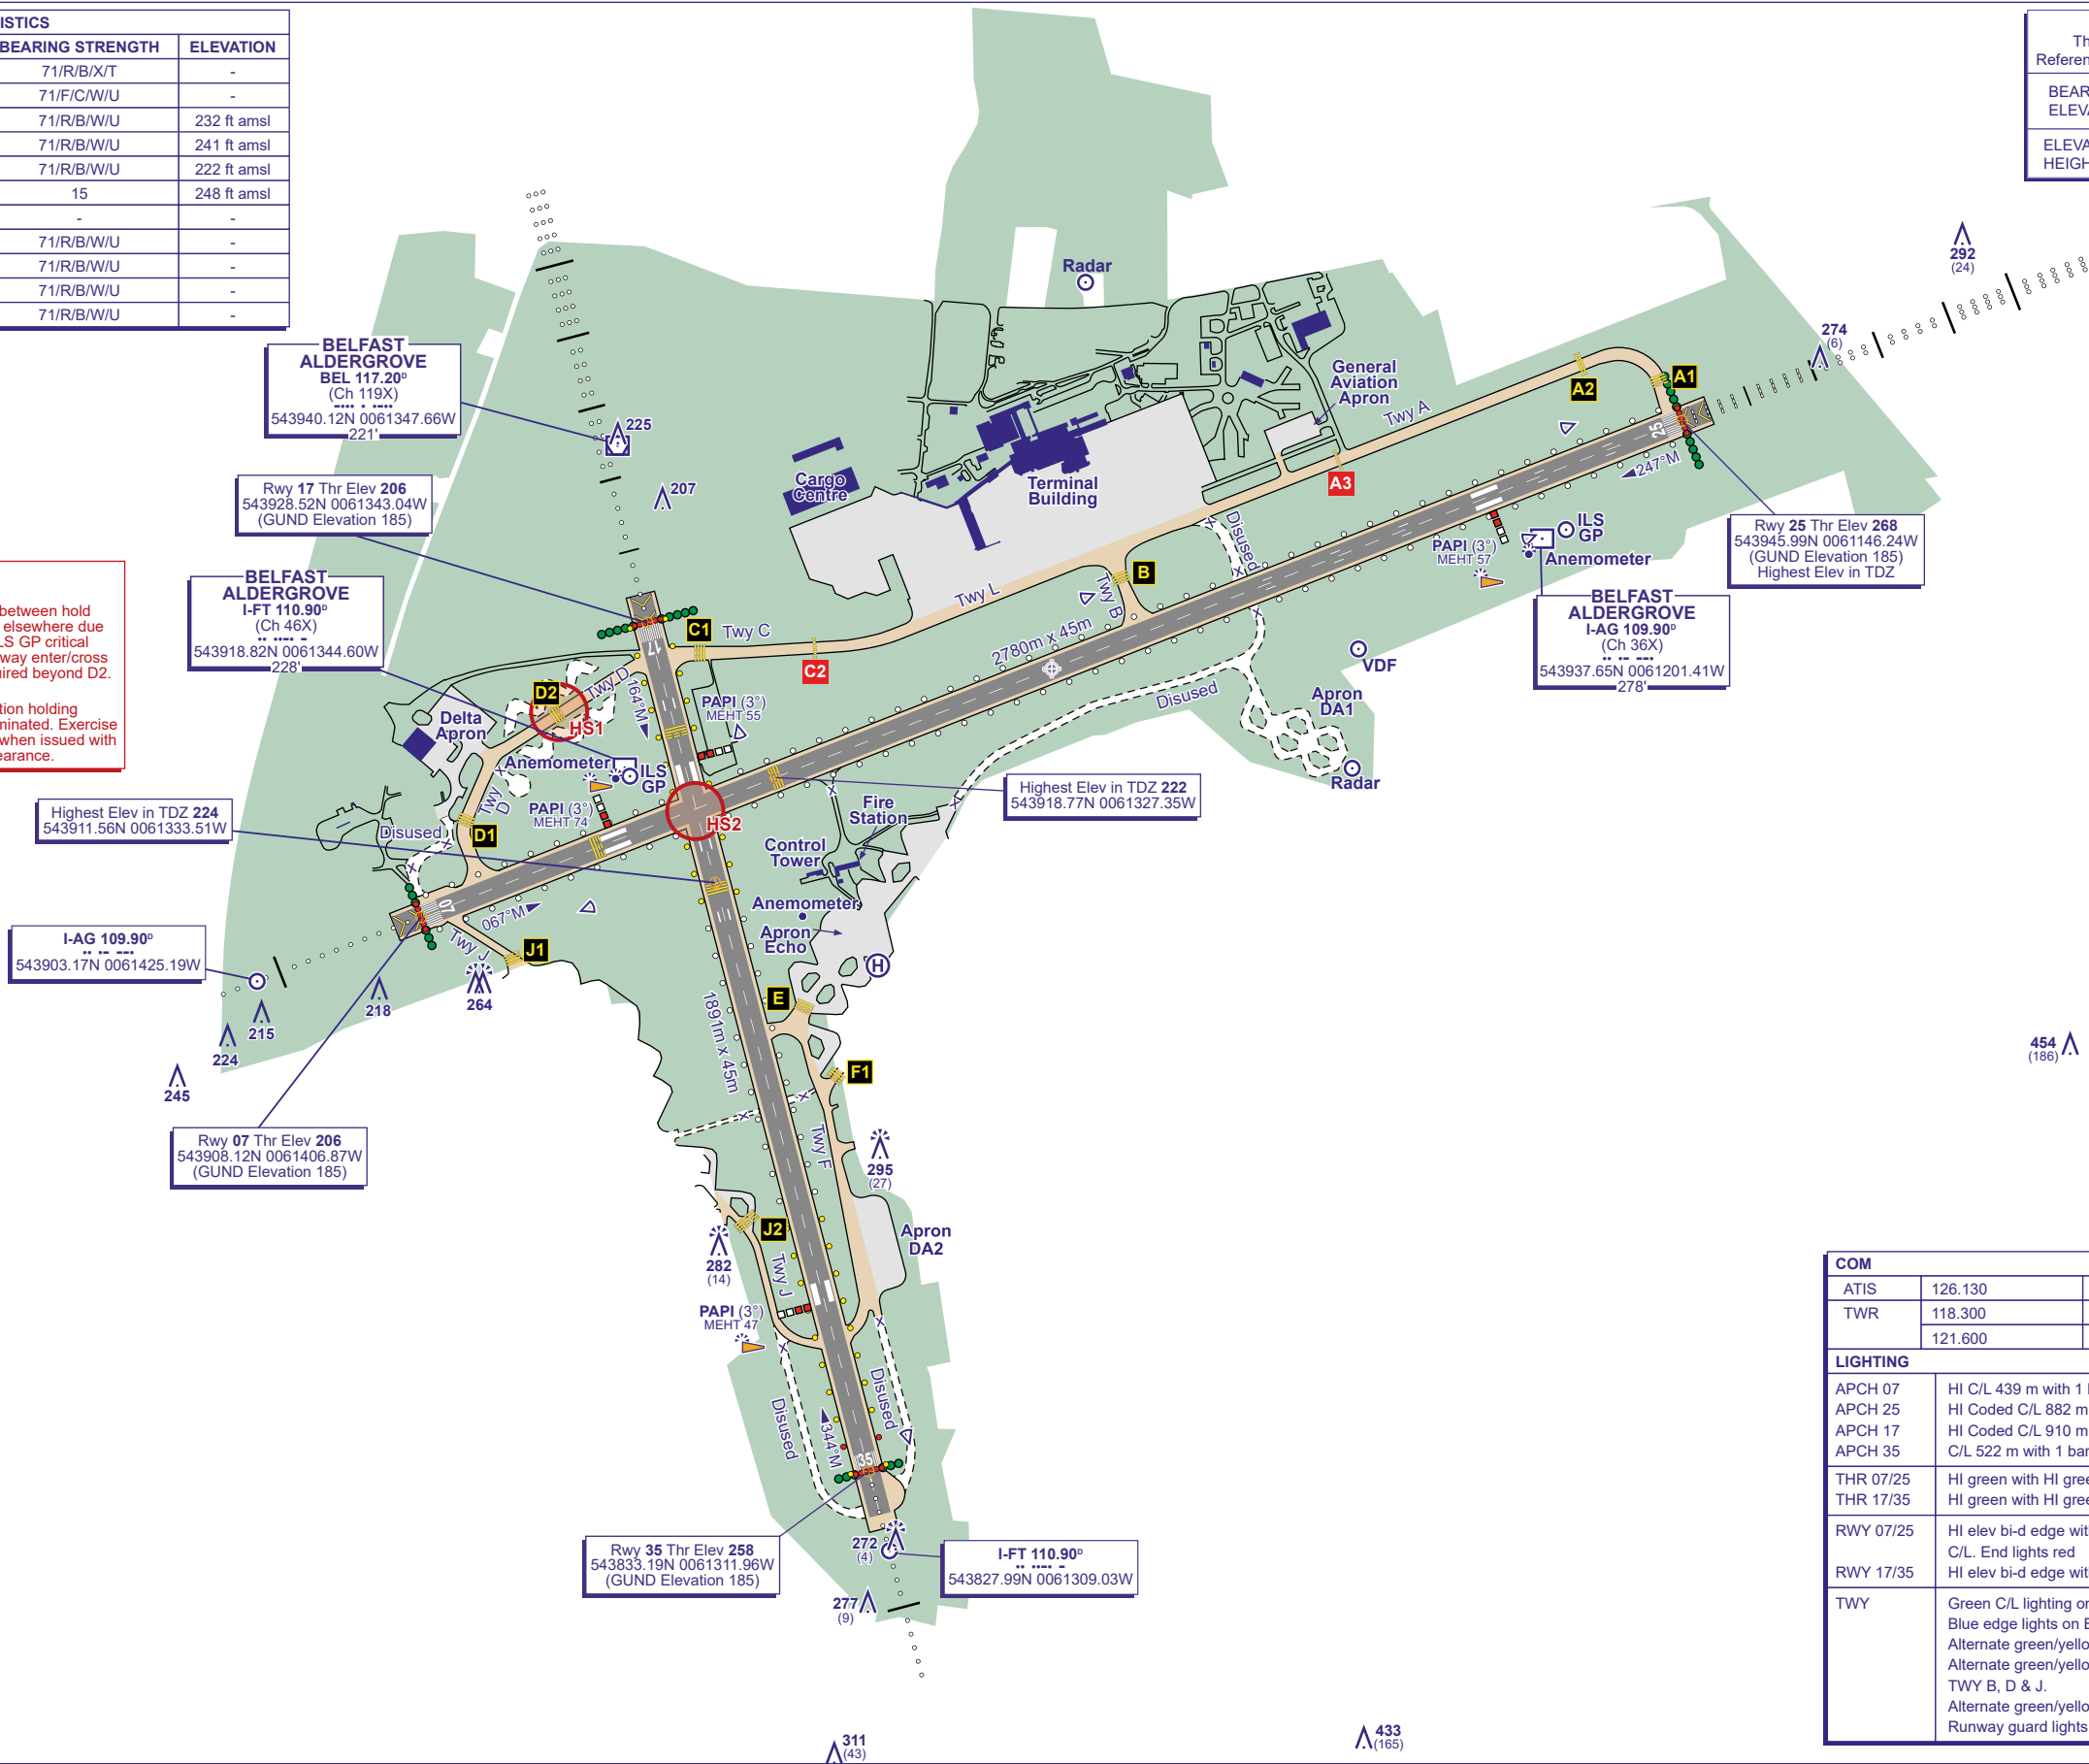 ISTICS
BEARING STRENGTH ELEVATION
71/R/B/X/T -
71/F/C/W/U -
71/R/B/W/U 232 ft amsl
71/R/B/W/U 241 ft amsl
71/R/B/W/U 222 ft amsl
15 248 ft amsl
- -
71/R/B/W/U -
71/R/B/W/U -
71/R/B/W/U -
71/R/B/W/U -
Th
Referen
BEAR
ELEVA
ELEVA
HEIGH
292
(24)
274
(6)
Radar
BELFAST
ALDERGROVE
BEL 117.20ᴰ
(Ch 119X)
543940.12N 0061347.66W
221'
225
207
General
Aviation
Apron
Twy A
A2
A1
25
247°M
A3
Cargo
Centre
Terminal
Building
Rwy 17 Thr Elev 206
543928.52N 0061343.04W
(GUND Elevation 185)
Disused
PAPI (3°)
MEHT 57
ILS
GP
Anemometer
Rwy 25 Thr Elev 268
543945.99N 0061146.24W
(GUND Elevation 185)
Highest Elev in TDZ
BELFAST
ALDERGROVE
I-FT 110.90ᴰ
(Ch 46X)
543918.82N 0061344.60W
228'
BELFAST
ALDERGROVE
I-AG 109.90ᴰ
(Ch 36X)
543937.65N 0061201.41W
278'
between hold
elsewhere due
LS GP critical
way enter/cross
uired beyond D2.
tion holding
minated. Exercise
when issued with
earance.
B
Twy B
Twy L
C1
Twy C
C2
17
164°M
Twy D
D2
HS1
2780m x 45m
VDF
Disused
Apron
DA1
Radar
PAPI (3°)
MEHT 55
Delta
Apron
Anemometer
ILS
GP
Twy D
PAPI (3°)
MEHT 74
HS2
Highest Elev in TDZ 222
543918.77N 0061327.35W
Highest Elev in TDZ 224
543911.56N 0061333.51W
Disused
D1
Fire
Station
Control
Tower
07
067°M
Twy J
J1
Anemometer
Apron
Echo
H
I-AG 109.90ᴰ
543903.17N 0061425.19W
218
264
215
224
245
E
1891m x 45m
F1
454
(186)
Rwy 07 Thr Elev 206
543908.12N 0061406.87W
(GUND Elevation 185)
Twy F
295
(27)
J2
282
(14)
Twy J
Apron
DA2
PAPI (3°)
MEHT 47
Disused
Disused
344°M
35
Rwy 35 Thr Elev 258
543833.19N 0061311.96W
(GUND Elevation 185)
272
(4)
I-FT 110.90ᴰ
543827.99N 0061309.03W
277
(9)
311
(43)
433
(165)
COM
ATIS 126.130
TWR 118.300
121.600
LIGHTING
APCH 07 HI C/L 439 m with 1
APCH 25 HI Coded C/L 882 m
APCH 17 HI Coded C/L 910 m
APCH 35 C/L 522 m with 1 bar
THR 07/25 HI green with HI gree
THR 17/35 HI green with HI gree
RWY 07/25 HI elev bi-d edge wit
C/L. End lights red
RWY 17/35 HI elev bi-d edge wit
TWY Green C/L lighting o
Blue edge lights on
Alternate green/yello
Alternate green/yello
TWY B, D & J.
Alternate green/yello
Runway guard lights